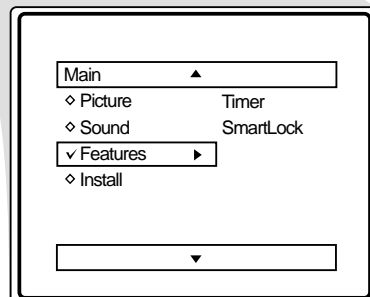 Main ▲
◇ Picture Timer
◇ Sound SmartLock
✓ Features ▶
◇ Install
▼